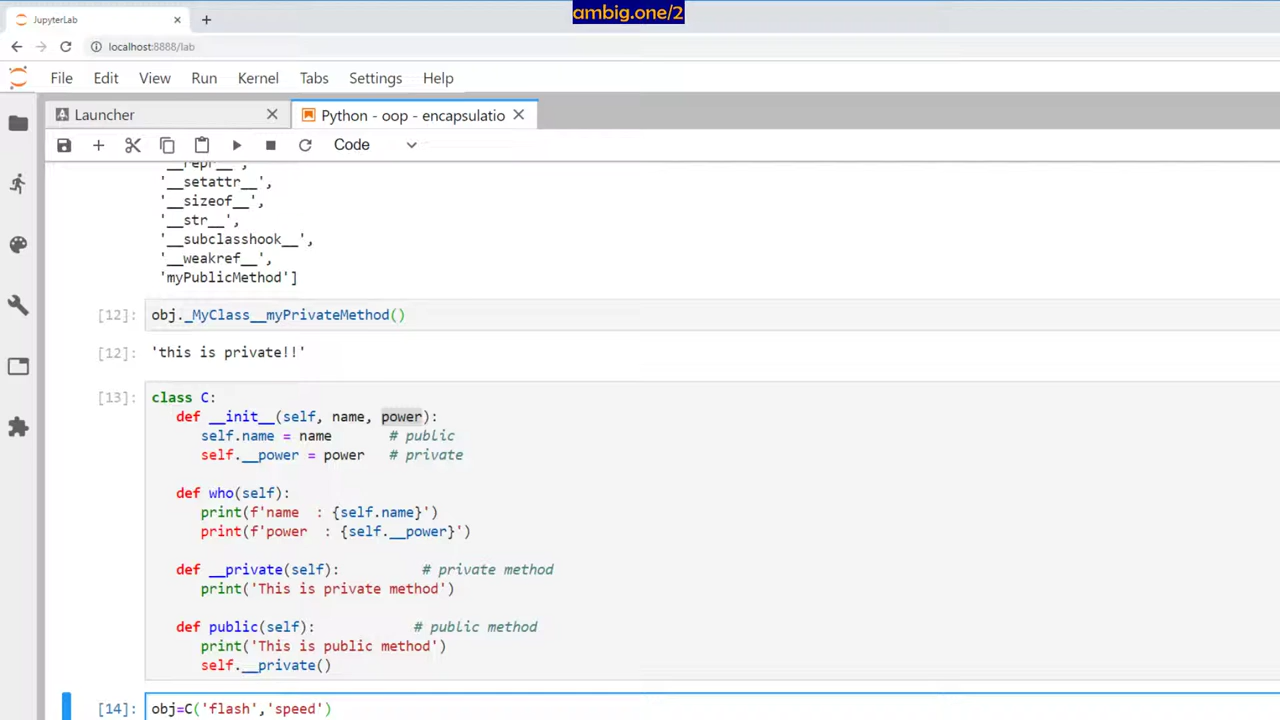 ambig.one/2
JupyterLab
localhost:8888/lab
File Edit View Run Kernel Tabs Settings Help
Launcher
Python - oop - encapsulatio
Code
'__repr__',
'__setattr__',
'__sizeof__',
'__str__',
'__subclasshook__',
'__weakref__',
'myPublicMethod']
[12]: obj._MyClass__myPrivateMethod()
[12]: 'this is private!!'
[13]: class C:
def __init__(self, name, power):
self.name = name # public
self.__power = power # private
def who(self):
print(f'name : {self.name}')
print(f'power : {self.__power}')
def __private(self): # private method
print('This is private method')
def public(self): # public method
print('This is public method')
self.__private()
[14]: obj=C('flash','speed')